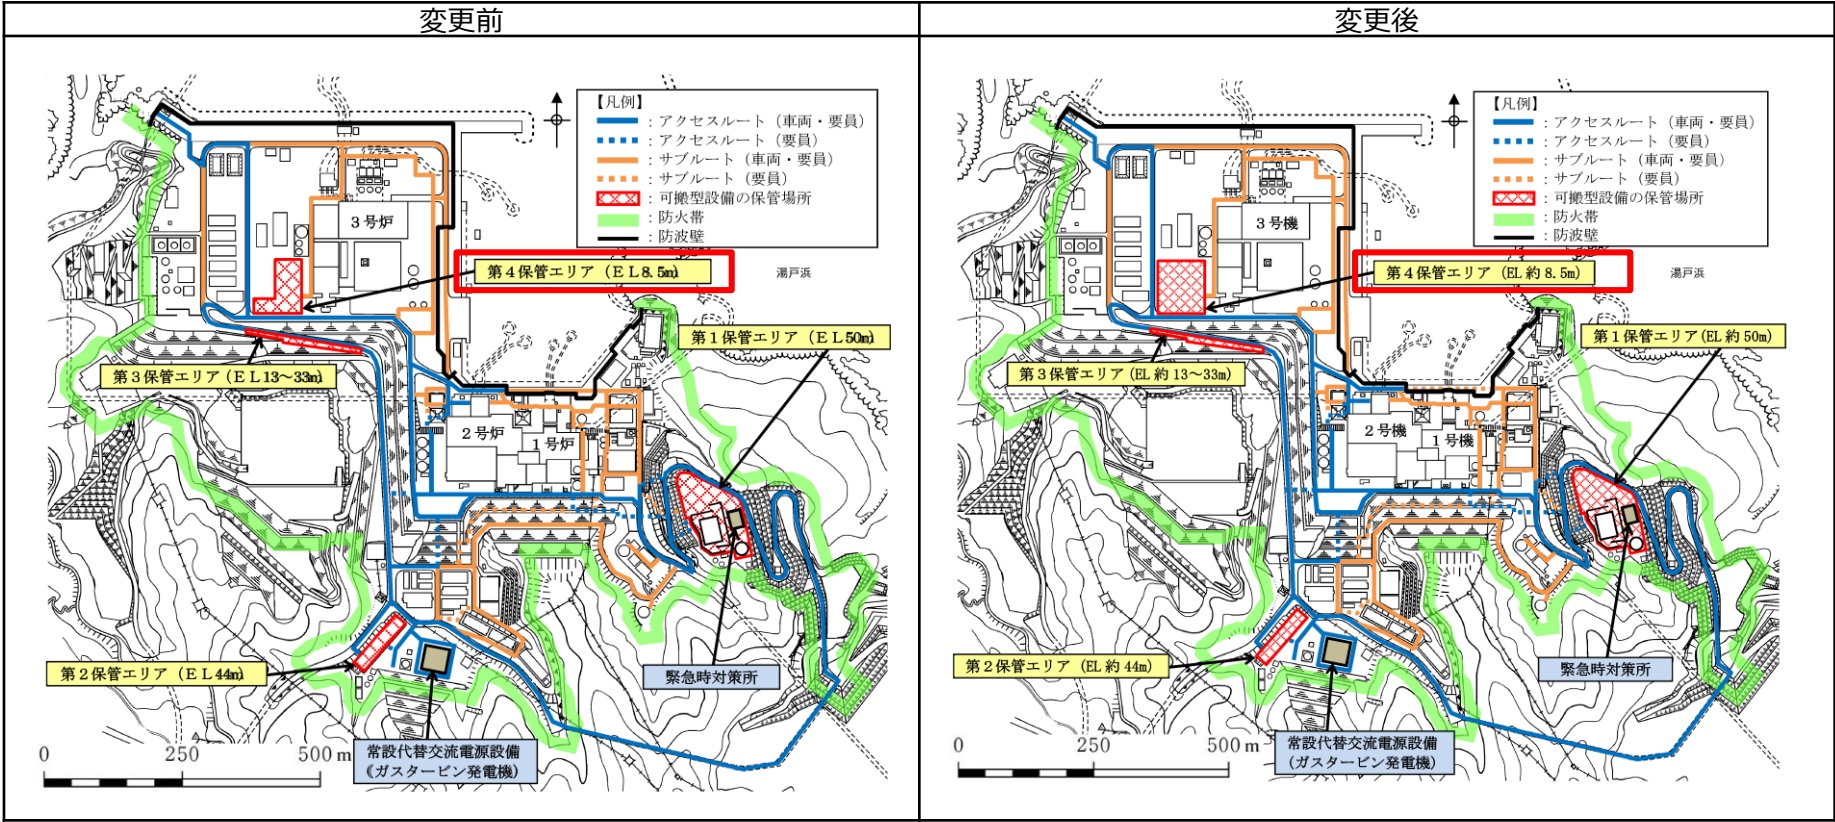 変更前
【凡例】
：アクセスルート（車両・要員）
：アクセスルート（要員）
：サブルート（車両・要員）
：サブルート（要員）
：可搬型設備の保管場所
：防火帯
：防波壁
3号炉
第4保管エリア（EL8.5m）
湯戸浜
第1保管エリア（EL50m）
第3保管エリア（EL13～33m）
2号炉
1号炉
第2保管エリア（EL44m）
緊急時対策所
常設代替交流電源設備
（ガスタービン発電機）
0 250 500 m
変更後
【凡例】
：アクセスルート（車両・要員）
：アクセスルート（要員）
：サブルート（車両・要員）
：サブルート（要員）
：可搬型設備の保管場所
：防火帯
：防波壁
3号機
第4保管エリア（EL 約 8.5m）
湯戸浜
第1保管エリア（EL 約 50m）
第3保管エリア（EL 約 13～33m）
2号機
1号機
第2保管エリア（EL 約 44m）
緊急時対策所
常設代替交流電源設備
（ガスタービン発電機）
0 250 500 m